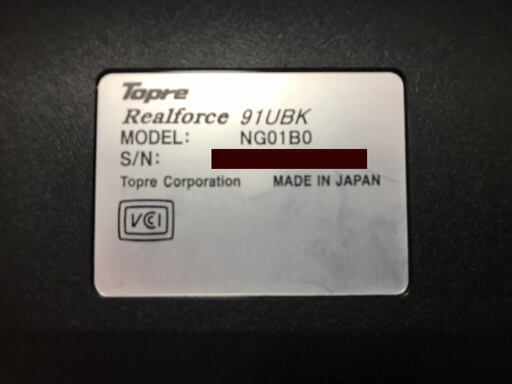 Topre
Realforce 91UBK
MODEL: NG01B0
S/N:
Topre Corporation MADE IN JAPAN
VCI